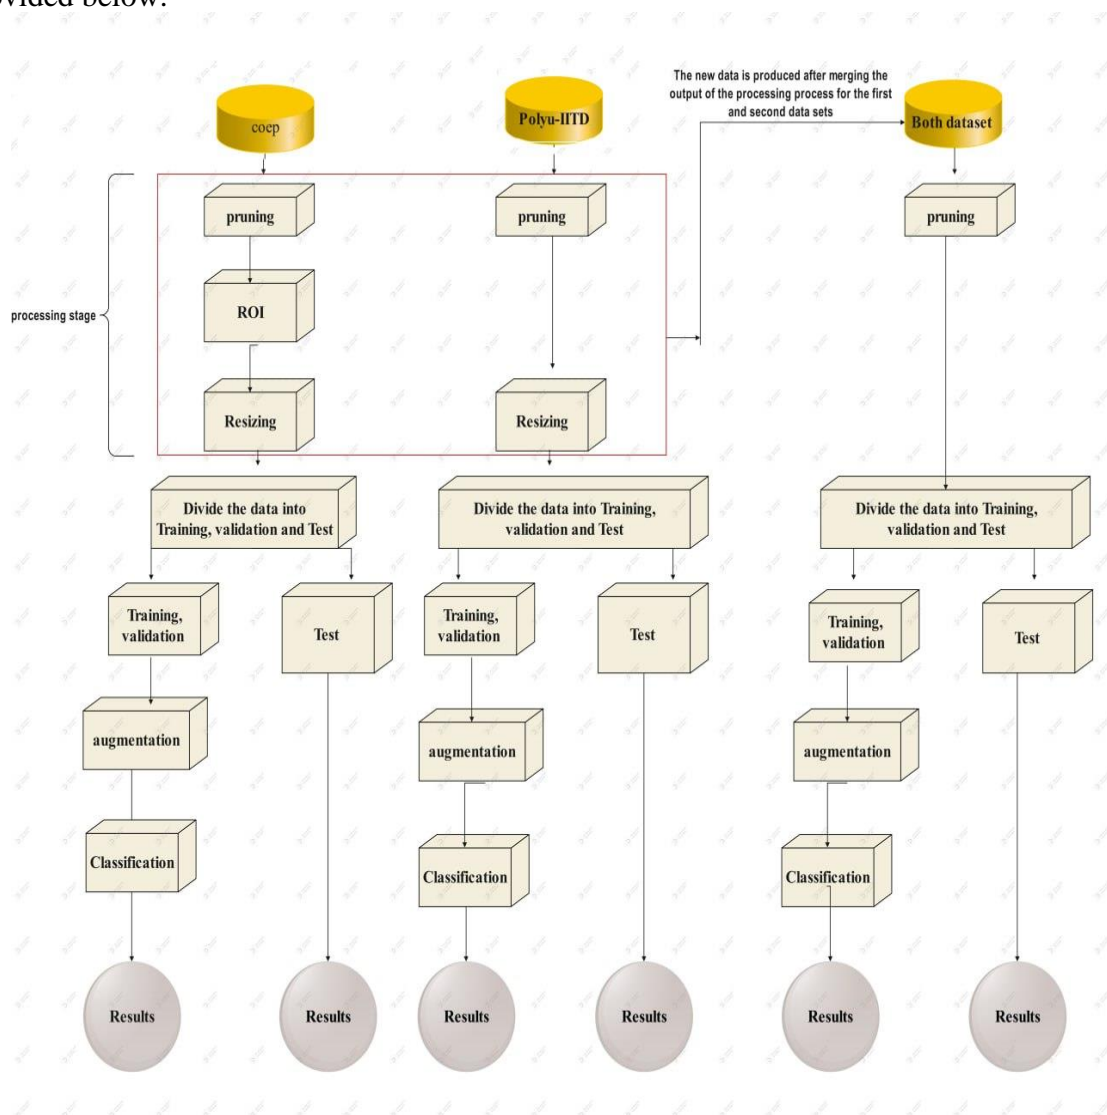 ovided below.
coep
Polyu-IITD
The new data is produced after merging the
output of the processing process for the first
and second data sets
Both dataset
pruning
pruning
pruning
processing stage
ROI
Resizing
Resizing
Divide the data into
Training, validation and Test
Divide the data into Training,
validation and Test
Divide the data into Training,
validation and Test
Training,
validation
Test
Training,
validation
Test
Training,
validation
Test
augmentation
augmentation
augmentation
Classification
Classification
Classification
Results
Results
Results
Results
Results
Results